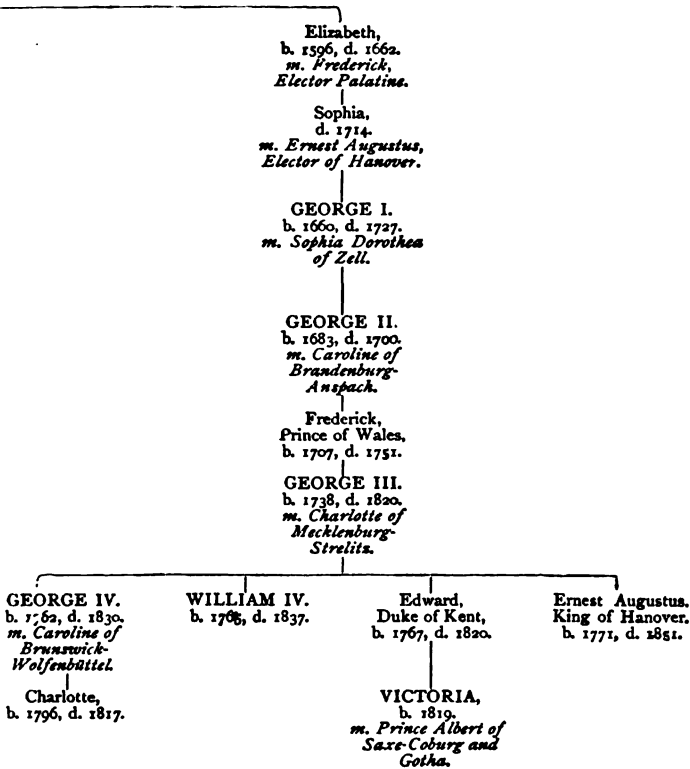 Elizabeth,
b. 1596, d. 1662.
m. Frederick,
Elector Palatine.
Sophia,
d. 1714.
m. Ernest Augustus,
Elector of Hanover.
GEORGE I.
b. 1660, d. 1727.
m. Sophia Dorothea
of Zell.
GEORGE II.
b. 1683, d. 1700.
m. Caroline of
Brandenburg-
Anspach.
Frederick,
Prince of Wales,
b. 1707, d. 1751.
GEORGE III.
b. 1738, d. 1820.
m. Charlotte of
Mecklenburg-
Strelitz.
GEORGE IV.
b. 1762, d. 1830.
m. Caroline of
Brunswick-
Wolfenbüttel.
Charlotte,
b. 1796, d. 1817.
WILLIAM IV.
b. 1765, d. 1837.
Edward,
Duke of Kent,
b. 1767, d. 1820.
VICTORIA,
b. 1819.
m. Prince Albert of
Saxe-Coburg and
Gotha.
Ernest Augustus.
King of Hanover.
b. 1771, d. 1851.